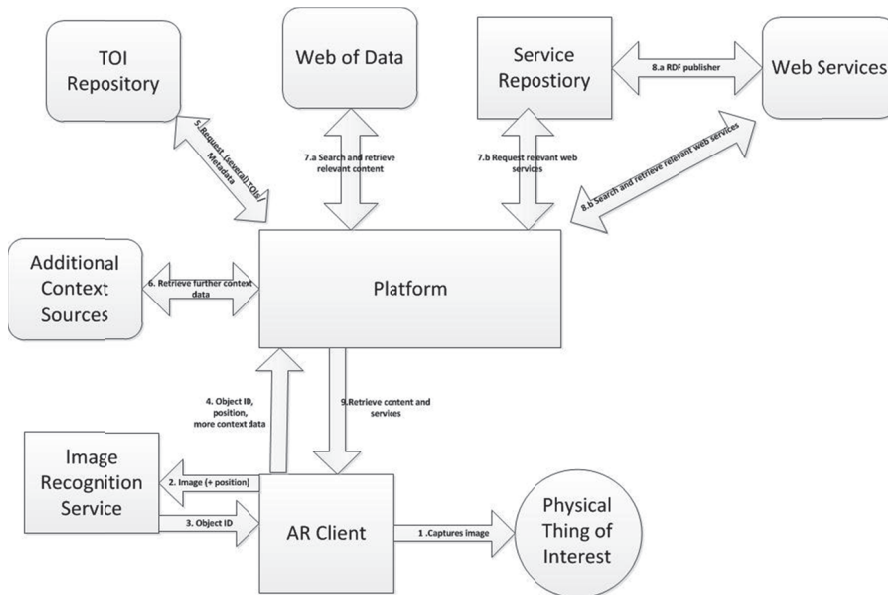 TOI
Repository
Web of Data
Service
Repostiory
8.a RDF publisher
Web Services
5.Request (several) TOIs /
Metadata
7.a Search and retrieve
relevant content
7.b Request relevant web
services
8.b Search and retrieve relevant web services
Additional
Context
Sources
6. Retrieve further context
data
Platform
4. Object ID,
position,
more context data
9.Retrieve content and
services
Image
Recognition
Service
2. Image (+ position)
3. Object ID
AR Client
1 .Captures image
Physical
Thing of
Interest